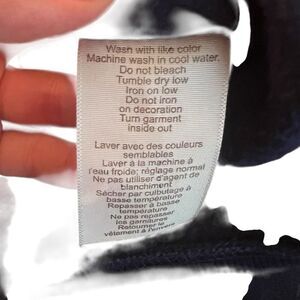 Wash with like color
Machine wash in cool water.
Do not bleach
Tumble dry low
Iron on low
Do not iron
on decoration
Turn garment
inside out
Laver avec des couleurs
semblables
Laver à la machine à
l'eau froide; réglage normal
Ne pas utiliser d'agent de
blanchiment
Sécher par culbutage à
basse température
Repasser à basse
température
Ne pas repasser
les garnitures
Retourner le
vêtement à l'envers